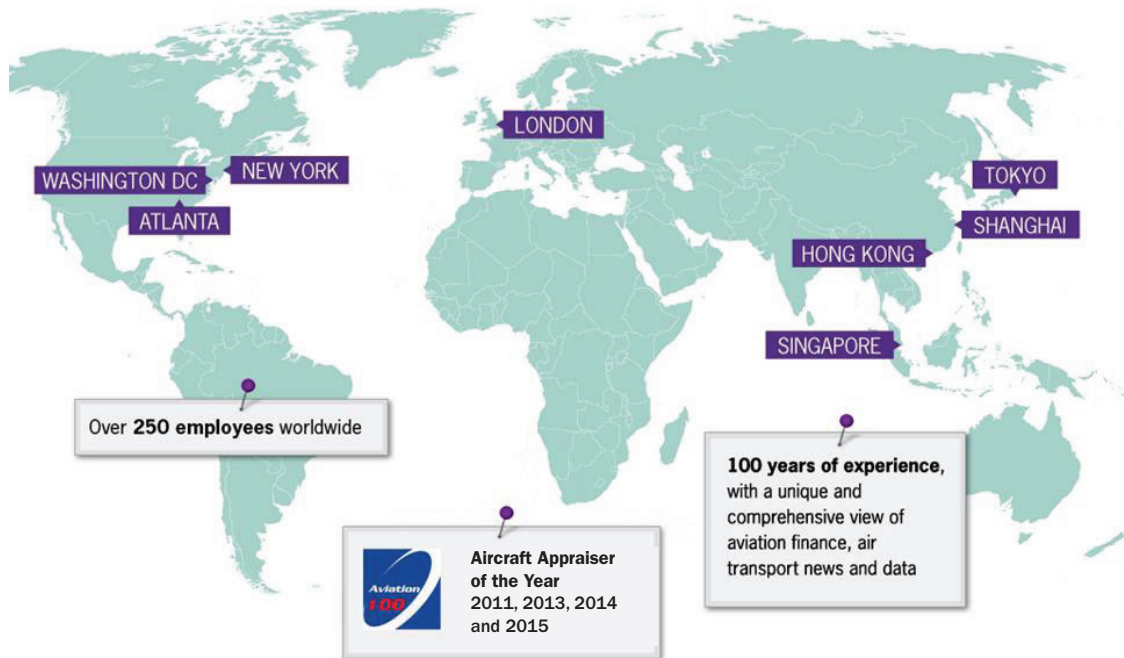 LONDON
WASHINGTON DC
NEW YORK
ATLANTA
TOKYO
SHANGHAI
HONG KONG
SINGAPORE
Over 250 employees worldwide
100 years of experience,
with a unique and
comprehensive view of
aviation finance, air
transport news and data
Aviation
100
Aircraft Appraiser
of the Year
2011, 2013, 2014
and 2015